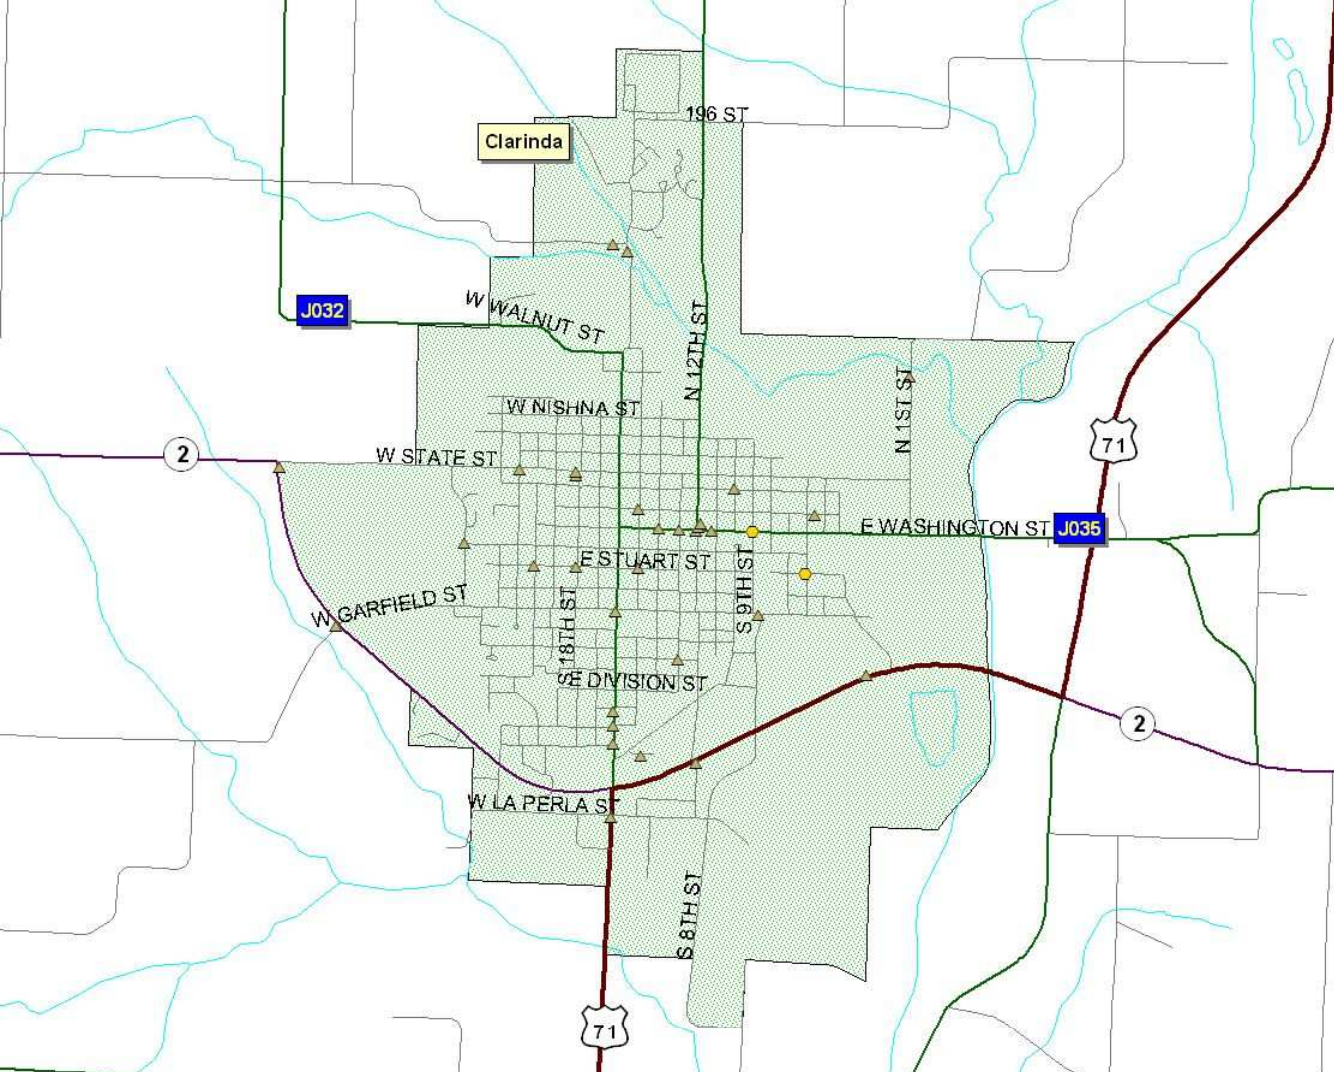 196 ST
Clarinda
W WALNUT ST
J032
N 12TH ST
W NISHNA ST
N 1ST ST
71
2
W STATE ST
E WASHINGTON ST
J035
E STUART ST
S 9TH ST
W GARFIELD ST
S 18TH ST
E DIVISION ST
2
W LA PERLA ST
S 8TH ST
71